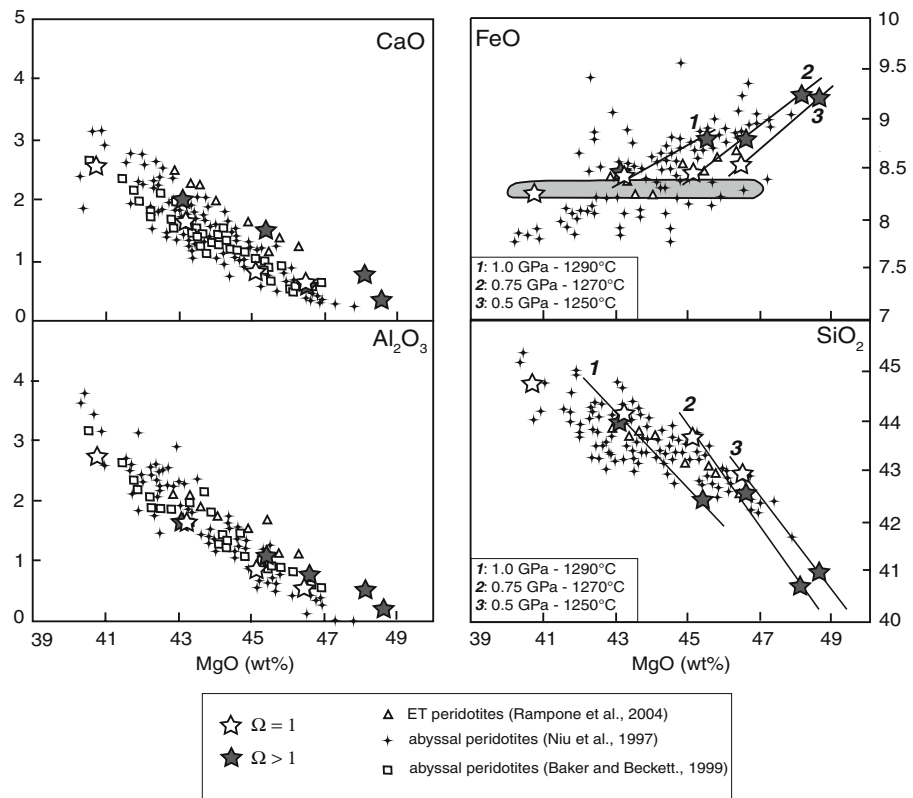 5
4
3
2
1
0
CaO
FeO
10
9.5
9
8.5
8
7.5
7
1
2
3
1: 1.0 GPa - 1290°C
2: 0.75 GPa - 1270°C
3: 0.5 GPa - 1250°C
4
3
2
1
0
Al2O3
SiO2
45
44
43
42
41
40
1
2
3
1: 1.0 GPa - 1290°C
2: 0.75 GPa - 1270°C
3: 0.5 GPa - 1250°C
39 41 43 45 47 49
MgO (wt%)
39 41 43 45 47 49
MgO (wt%)
Ω = 1
Ω > 1
ET peridotites (Rampone et al., 2004)
abyssal peridotites (Niu et al., 1997)
abyssal peridotites (Baker and Beckett., 1999)